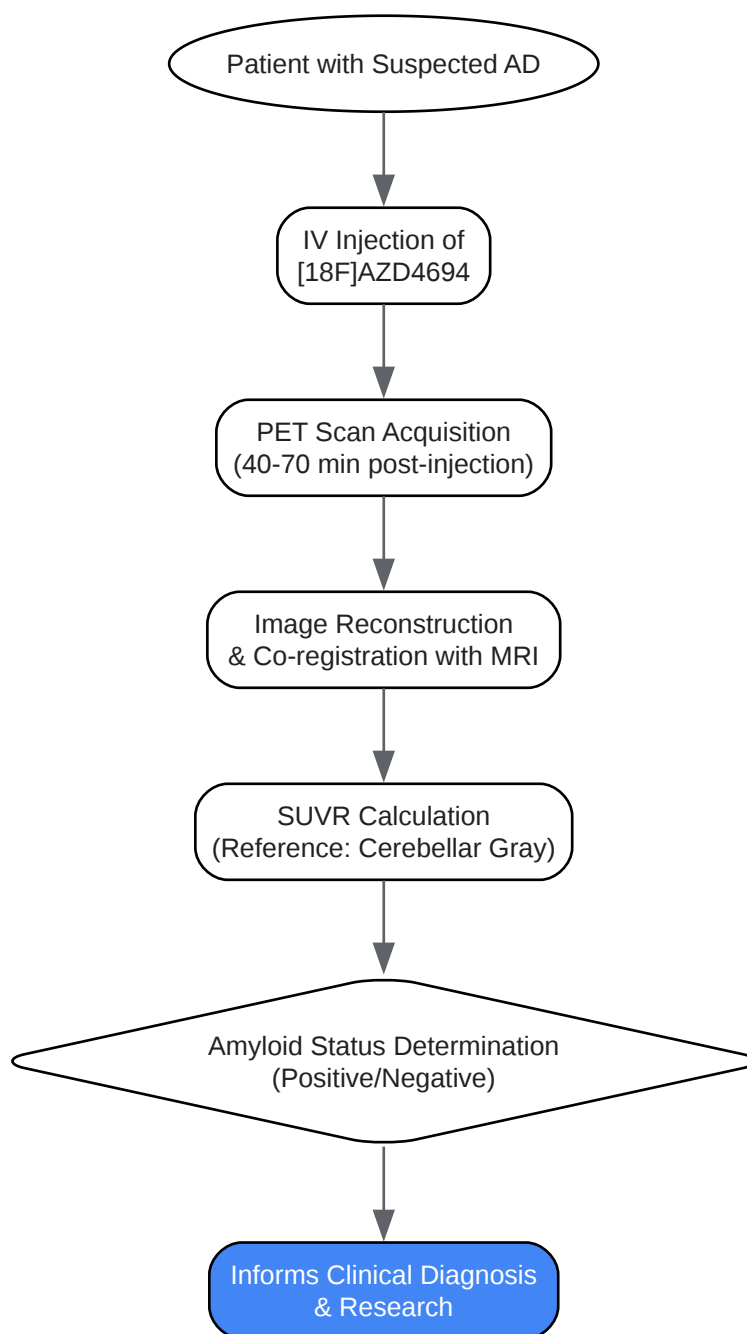 Patient with Suspected AD
IV Injection of
[18F]AZD4694
PET Scan Acquisition
(40-70 min post-injection)
Image Reconstruction
& Co-registration with MRI
SUVR Calculation
(Reference: Cerebellar Gray)
Amyloid Status Determination
(Positive/Negative)
Informs Clinical Diagnosis
& Research